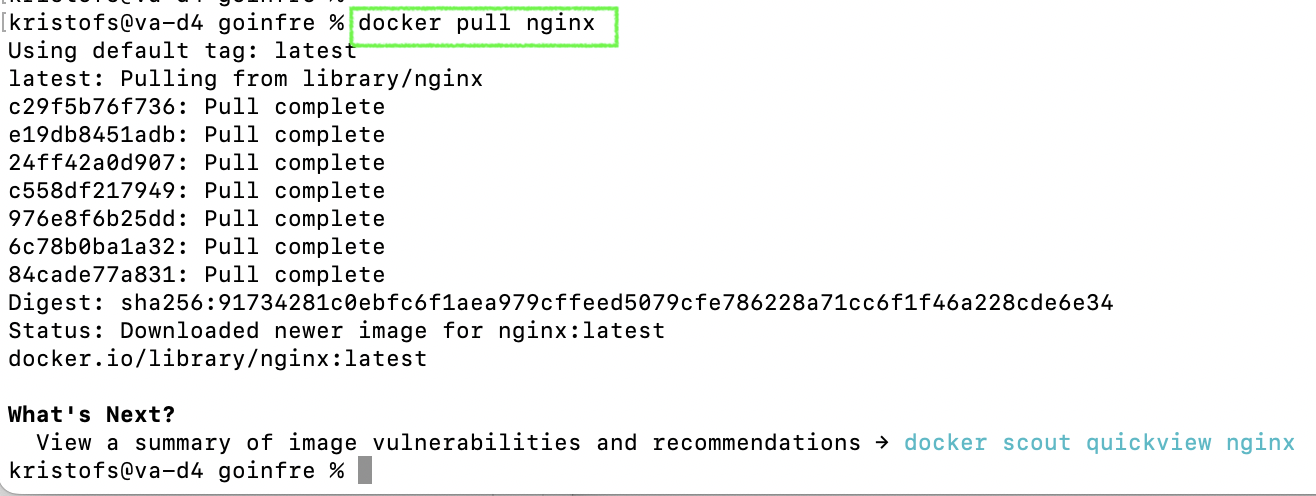 [kristofs@va-d4 goinfre % docker pull nginx
Using default tag: latest
latest: Pulling from library/nginx
c29f5b76f736: Pull complete
e19db8451adb: Pull complete
24ff42a0d907: Pull complete
c558df217949: Pull complete
976e8f6b25dd: Pull complete
6c78b0ba1a32: Pull complete
84cade77a831: Pull complete
Digest: sha256:91734281c0ebfc6f1aea979cffeed5079cfe786228a71cc6f1f46a228cde6e34
Status: Downloaded newer image for nginx:latest
docker.io/library/nginx:latest
What's Next?
View a summary of image vulnerabilities and recommendations → docker scout quickview nginx
kristofs@va-d4 goinfre %